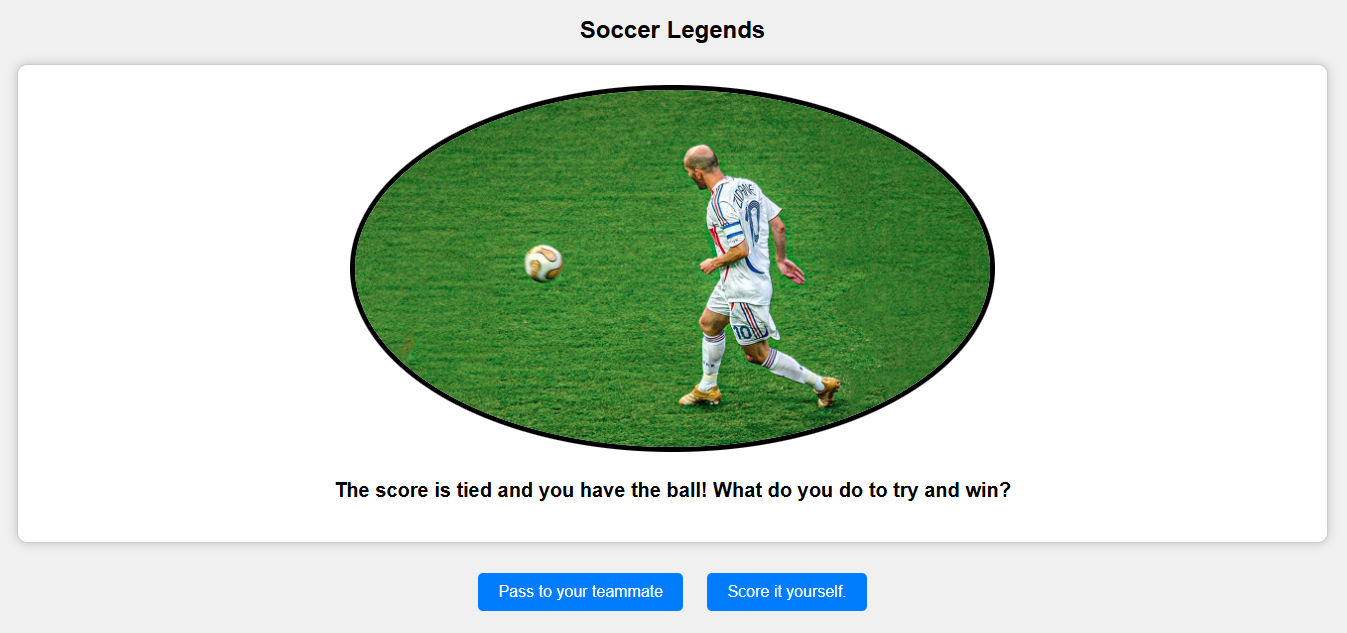 Soccer Legends
ZIDANE
10
10
The score is tied and you have the ball! What do you do to try and win?
Pass to your teammate
Score it yourself.